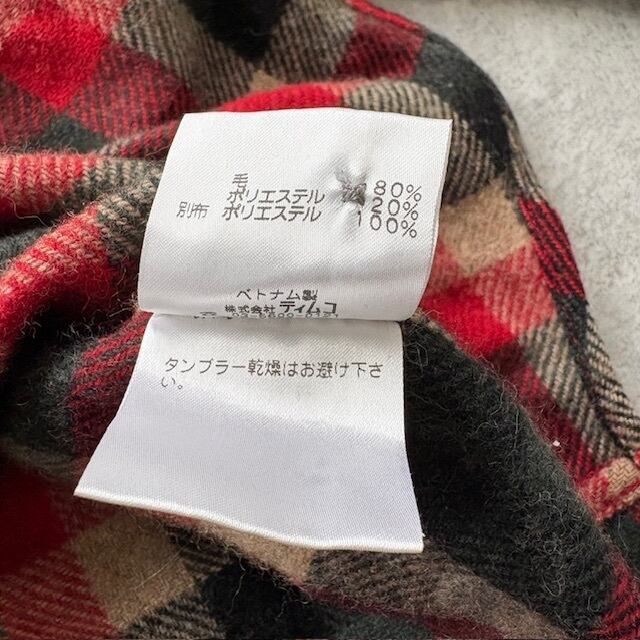 毛 80%
ポリエステル 20%
別布 ポリエステル 100%
ベトナム製
株式会社 ティムコ
タンブラー乾燥はお避け下さ
い。